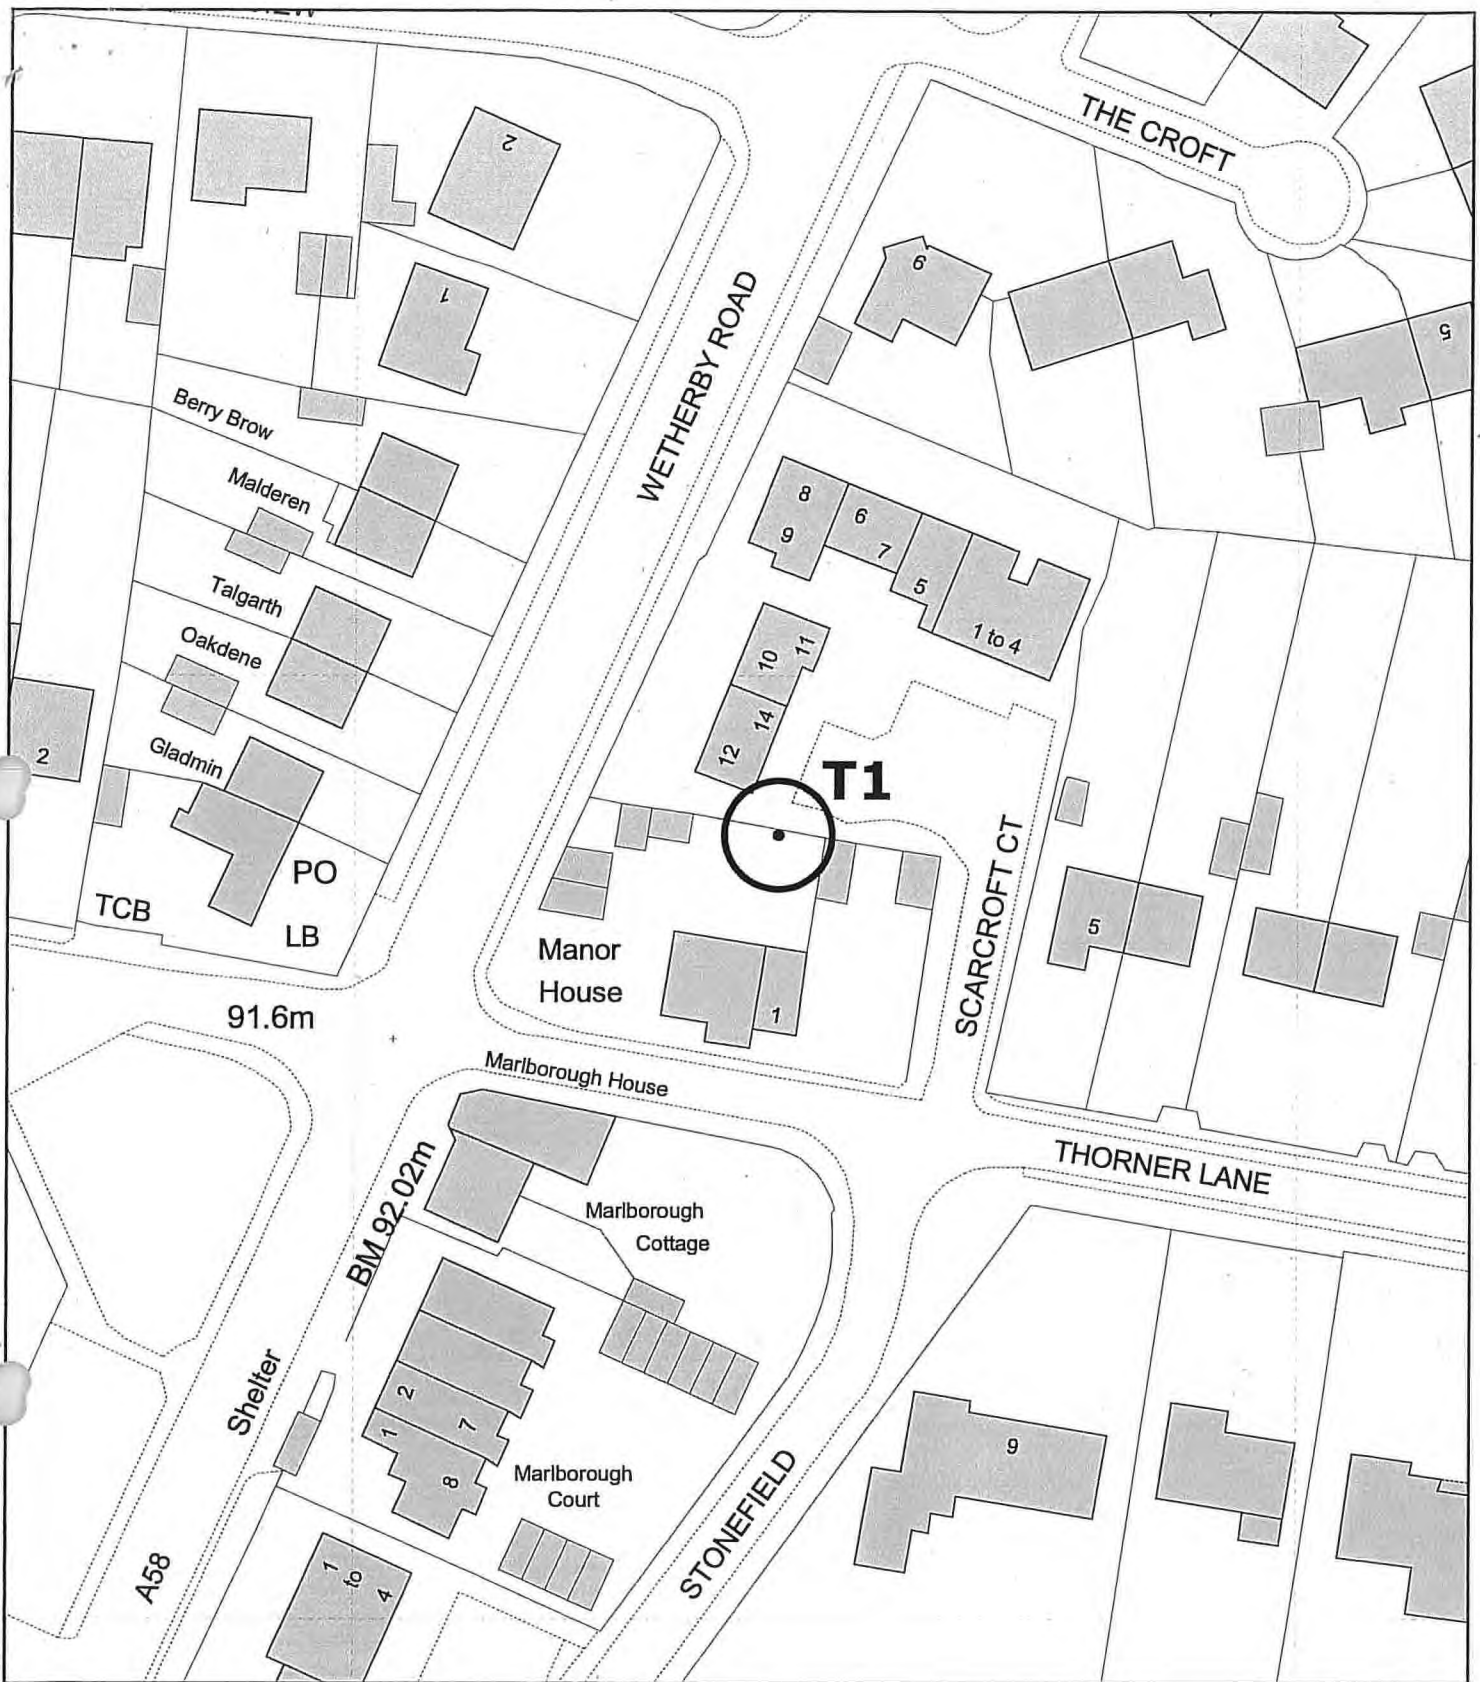 THE CROFT
2
6
1
WETHERBY ROAD
5
Berry Brow
Malderen
8
9
6
7
5
1 to 4
Talgarth
Oakdene
10
11
12
14
2
Gladmin
T1
PO
TCB
LB
SCARCROFT CT
5
Manor
House
1
91.6m
Marlborough House
THORNER LANE
BM 92.02m
Marlborough
Cottage
Shelter
2
1
7
8
Marlborough
Court
9
STONEFIELD
A58
1
to
4